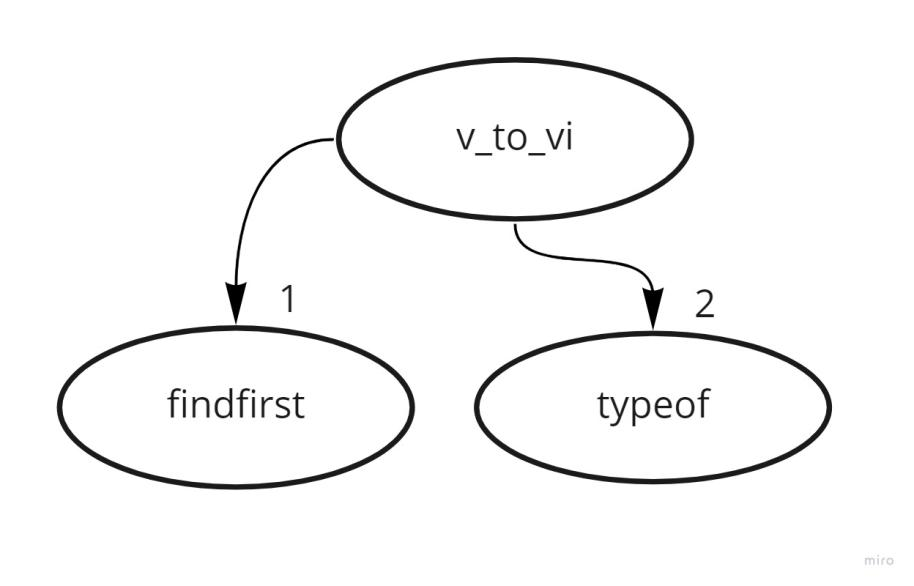 v_to_vi
1
2
findfirst
typeof
miro